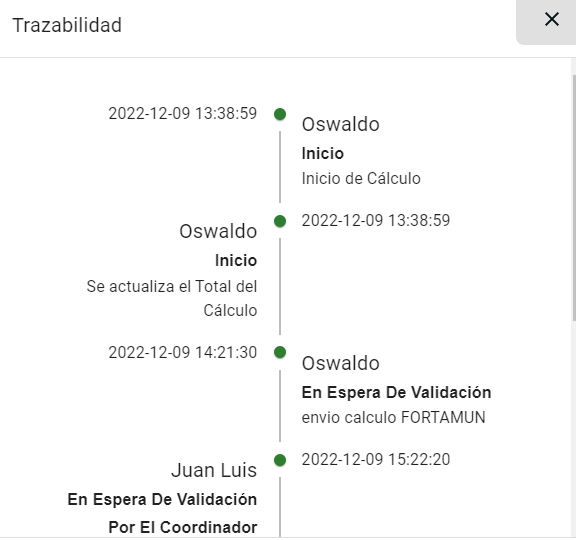 Trazabilidad
2022-12-09 13:38:59
Oswaldo
Inicio
Inicio de Cálculo
2022-12-09 13:38:59
Oswaldo
Inicio
Se actualiza el Total del
Cálculo
2022-12-09 14:21:30
Oswaldo
En Espera De Validación
envio calculo FORTAMUN
2022-12-09 15:22:20
Juan Luis
En Espera De Validación
Por El Coordinador